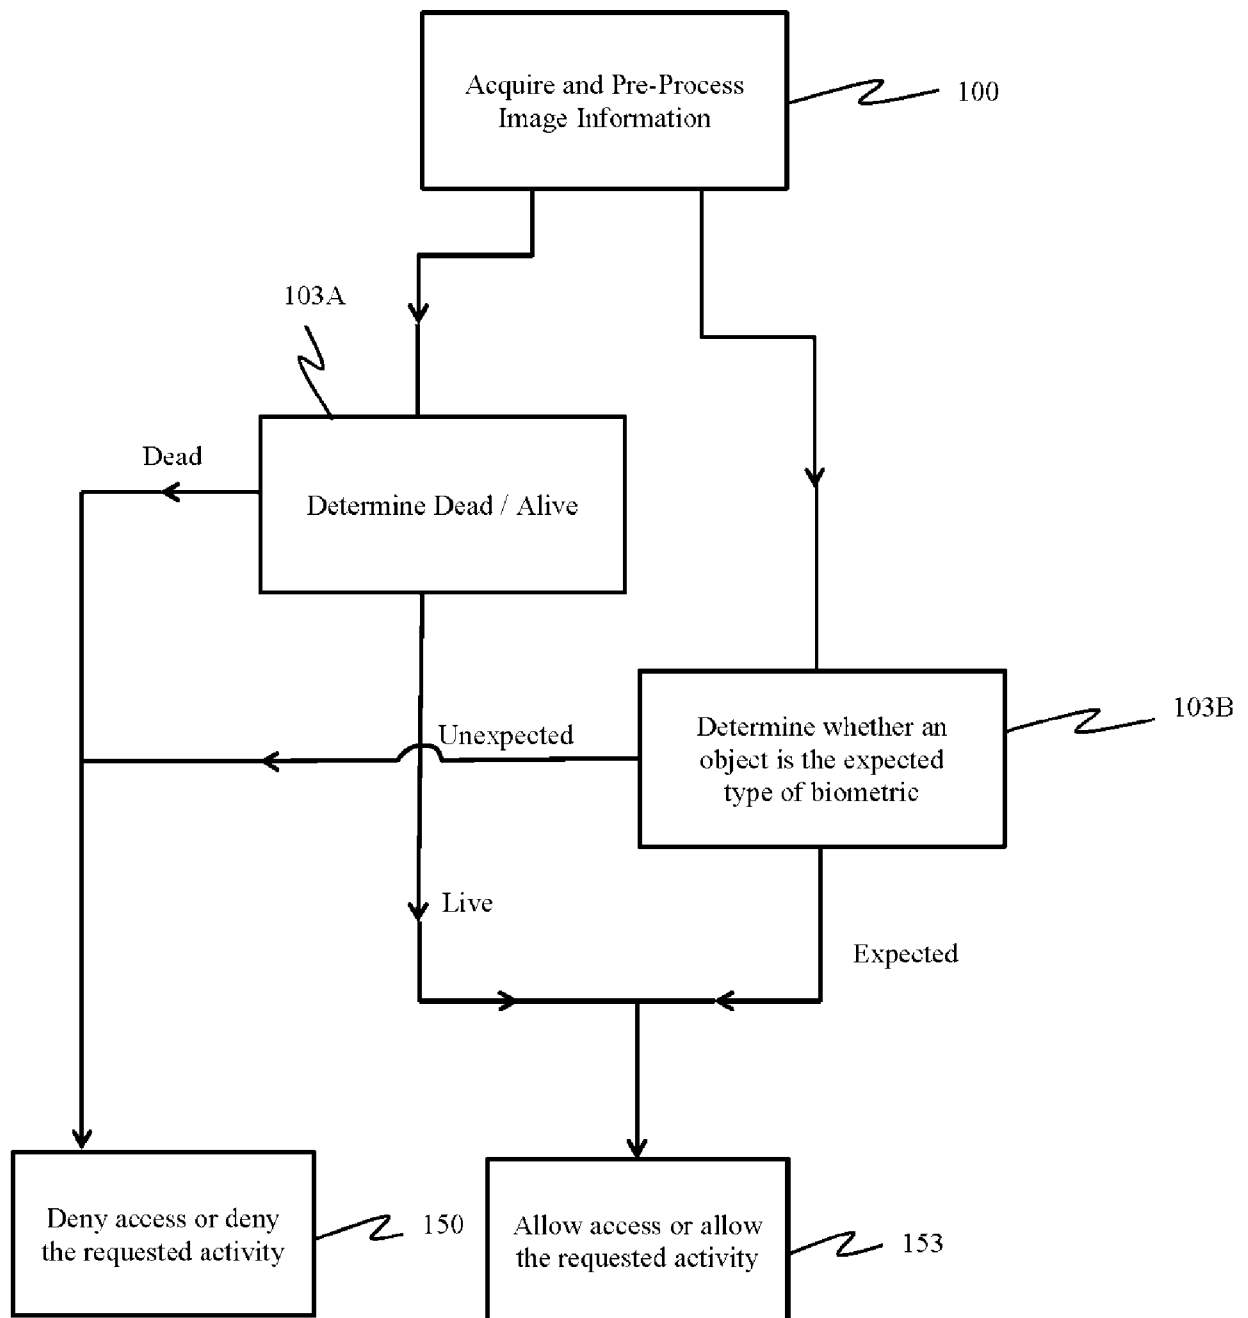 Acquire and Pre-Process
Image Information
100
103A
Dead
Determine Dead / Alive
Unexpected
Determine whether an
object is the expected
type of biometric
103B
Live
Expected
Deny access or deny
the requested activity
150
Allow access or allow
the requested activity
153